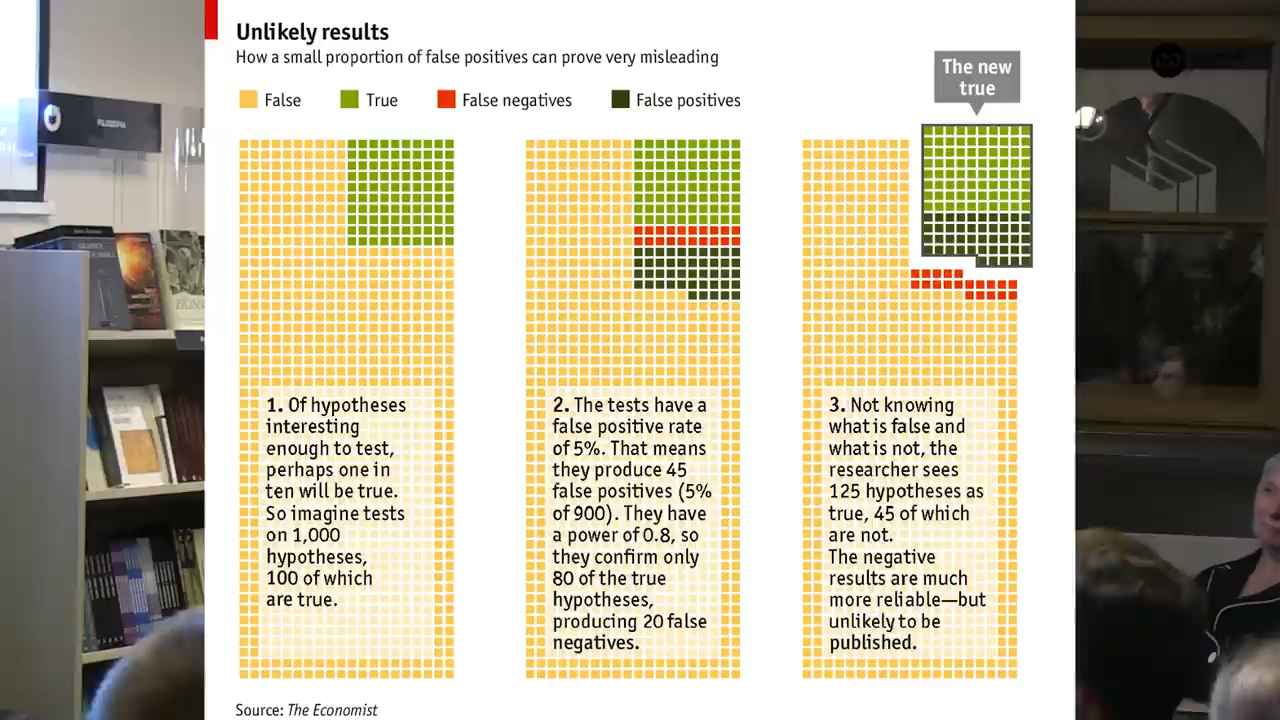 Unlikely results
How a small proportion of false positives can prove very misleading
False
True
False negatives
False positives
The new
true
1. Of hypotheses
interesting
enough to test,
perhaps one in
ten will be true.
So imagine tests
on 1,000
hypotheses,
100 of which
are true.
2. The tests have a
false positive rate
of 5%. That means
they produce 45
false positives (5%
of 900). They have
a power of 0.8, so
they confirm only
80 of the true
hypotheses,
producing 20 false
negatives.
3. Not knowing
what is false and
what is not, the
researcher sees
125 hypotheses as
true, 45 of which
are not.
The negative
results are much
more reliable—but
unlikely to be
published.
Source: The Economist